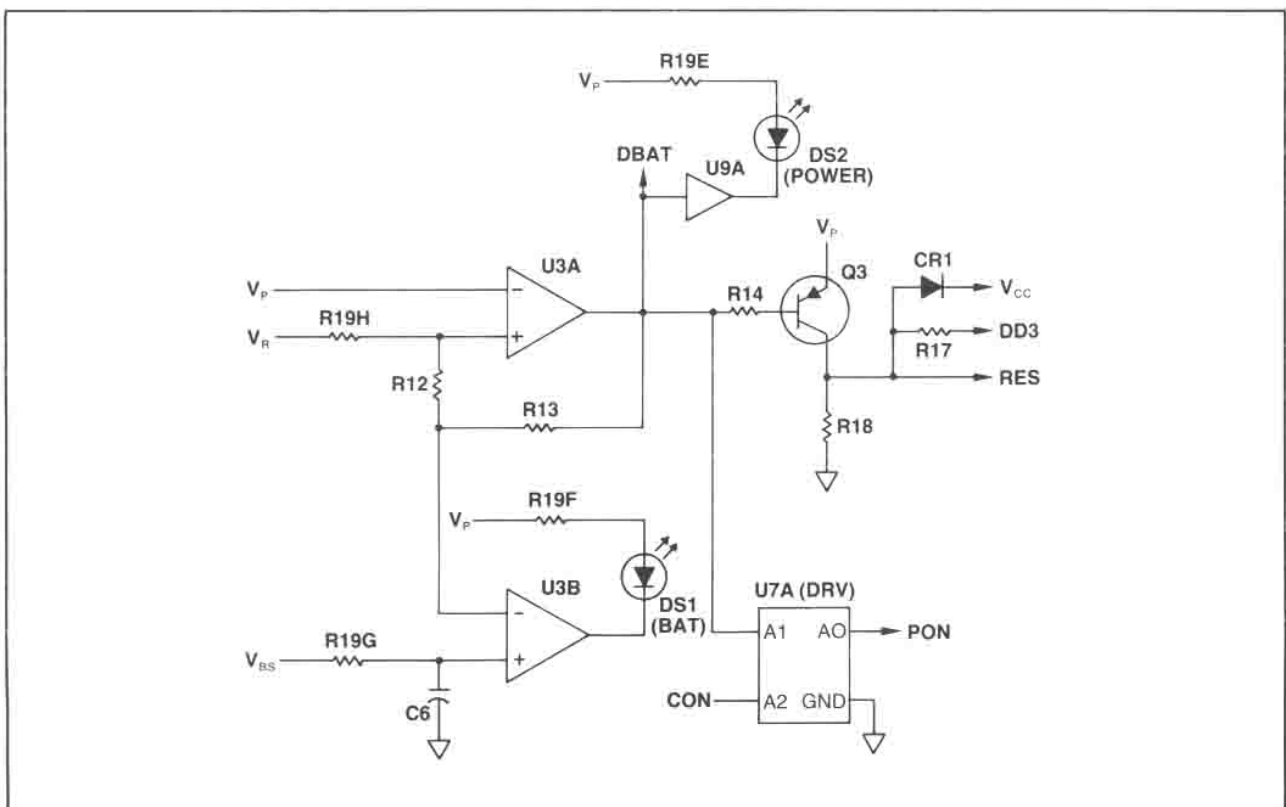 R19E
V_P
DBAT
U9A
DS2
(POWER)
V_P
U3A
Q3
CR1
V_CC
V_P
R14
R19H
V_R
−
+
R17
DD3
R12
RES
R13
R18
R19F
V_P
U3B
DS1
(BAT)
U7A (DRV)
−
+
R19G
V_BS
A1
AO
PON
C6
CON
A2
GND